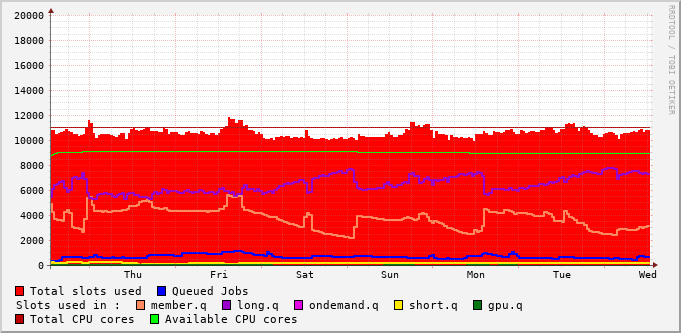 20000
18000
16000
14000
12000
10000
8000
6000
4000
2000
0
Thu Fri Sat Sun Mon Tue Wed
RRDTOOL / TOBI OETIKER
Total slots used Queued Jobs
Slots used in : member.q long.q ondemand.q short.q gpu.q
Total CPU cores Available CPU cores